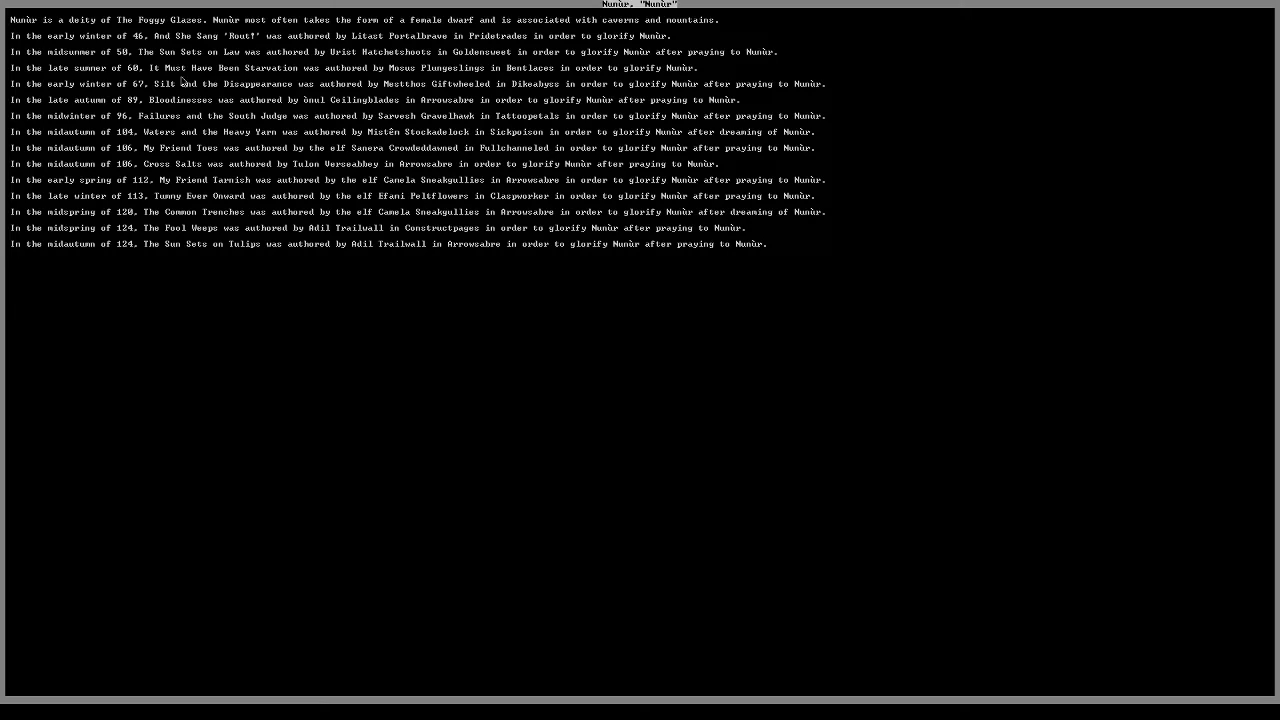 Nunùr, "Nunùr"
Nunùr is a deity of The Foggy Glazes. Nunùr most often takes the form of a female dwarf and is associated with caverns and mountains.
In the early winter of 46, And She Sang 'Rout!' was authored by Litast Portalbrave in Pridetrades in order to glorify Nunùr.
In the midsummer of 50, The Sun Sets on Law was authored by Urist Hatchetshoots in Goldensweet in order to glorify Nunùr after praying to Nunùr.
In the late summer of 60, It Must Have Been Starvation was authored by Mosus Plungeslings in Bentlaces in order to glorify Nunùr.
In the early winter of 67, Silt and the Disappearance was authored by Mestthos Giftwheeled in Dikeabyss in order to glorify Nunùr after praying to Nunùr.
In the late autumn of 89, Bloodinesses was authored by ònul Ceilingblades in Arrowsabre in order to glorify Nunùr after praying to Nunùr.
In the midwinter of 96, Failures and the South Judge was authored by Sarvesh Gravelhawk in Tattoopetals in order to glorify Nunùr after praying to Nunùr.
In the midautumn of 104, Waters and the Heavy Yarn was authored by Mistêm Stockadelock in Sickpoison in order to glorify Nunùr after dreaming of Nunùr.
In the midautumn of 106, My Friend Toes was authored by the elf Sanera Crowdeddawned in Fullchanneled in order to glorify Nunùr after praying to Nunùr.
In the midautumn of 106, Cross Salts was authored by Tulon Verseabbey in Arrowsabre in order to glorify Nunùr after praying to Nunùr.
In the early spring of 112, My Friend Tarnish was authored by the elf Camela Sneakgullies in Arrowsabre in order to glorify Nunùr after praying to Nunùr.
In the late winter of 113, Tummy Ever Onward was authored by the elf Efami Peltflowers in Claspworker in order to glorify Nunùr after praying to Nunùr.
In the midspring of 120, The Common Trenches was authored by the elf Camela Sneakgullies in Arrowsabre in order to glorify Nunùr after dreaming of Nunùr.
In the midspring of 124, The Fool Weeps was authored by Adil Trailwall in Constructpages in order to glorify Nunùr after praying to Nunùr.
In the midautumn of 124, The Sun Sets on Tulips was authored by Adil Trailwall in Arrowsabre in order to glorify Nunùr after praying to Nunùr.